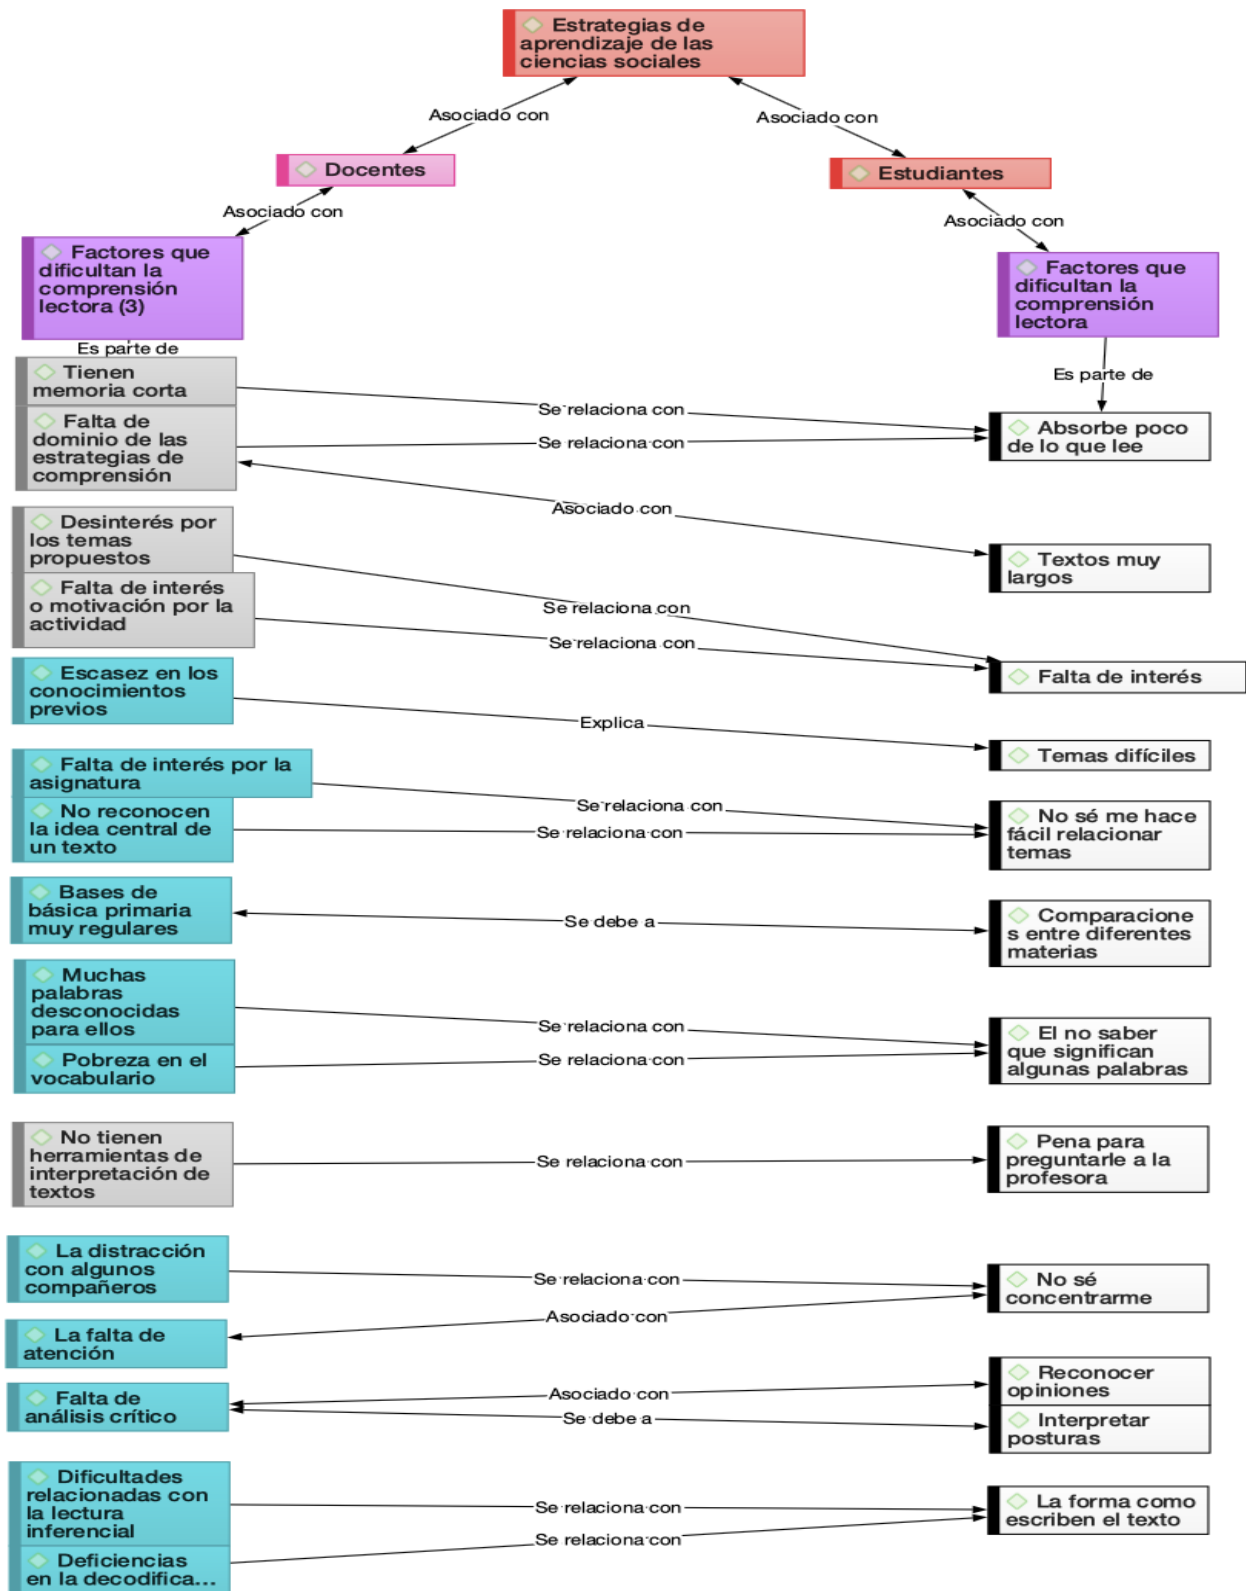 Estrategias de
aprendizaje de las
ciencias sociales
Asociado con
Asociado con
Docentes
Estudiantes
Asociado con
Asociado con
Factores que
dificultan la
comprensión
lectora (3)
Factores que
dificultan la
comprensión
lectora
Es parte de
Es parte de
Tienen
memoria corta
Se relaciona con
Falta de
dominio de las
estrategias de
comprensión
Se relaciona con
Absorbe poco
de lo que lee
Asociado con
Desinterés por
los temas
propuestos
Textos muy
largos
Falta de interés
o motivación por la
actividad
Se relaciona con
Se relaciona con
Falta de interés
Escasez en los
conocimientos
previos
Explica
Temas difíciles
Falta de interés por la
asignatura
Se relaciona con
No reconocen
la idea central de
un texto
Se relaciona con
No sé me hace
fácil relacionar
temas
Bases de
básica primaria
muy regulares
Se debe a
Comparacione
s entre diferentes
materias
Muchas
palabras
desconocidas
para ellos
Se relaciona con
Pobreza en el
vocabulario
Se relaciona con
El no saber
que significan
algunas palabras
No tienen
herramientas de
interpretación de
textos
Se relaciona con
Pena para
preguntarle a la
profesora
La distracción
con algunos
compañeros
Se relaciona con
No sé
concentrarme
Asociado con
La falta de
atención
Falta de
análisis crítico
Asociado con
Se debe a
Reconocer
opiniones
Interpretar
posturas
Dificultades
relacionadas con
la lectura
inferencial
Se relaciona con
La forma como
escriben el texto
Se relaciona con
Deficiencias
en la decodifica...